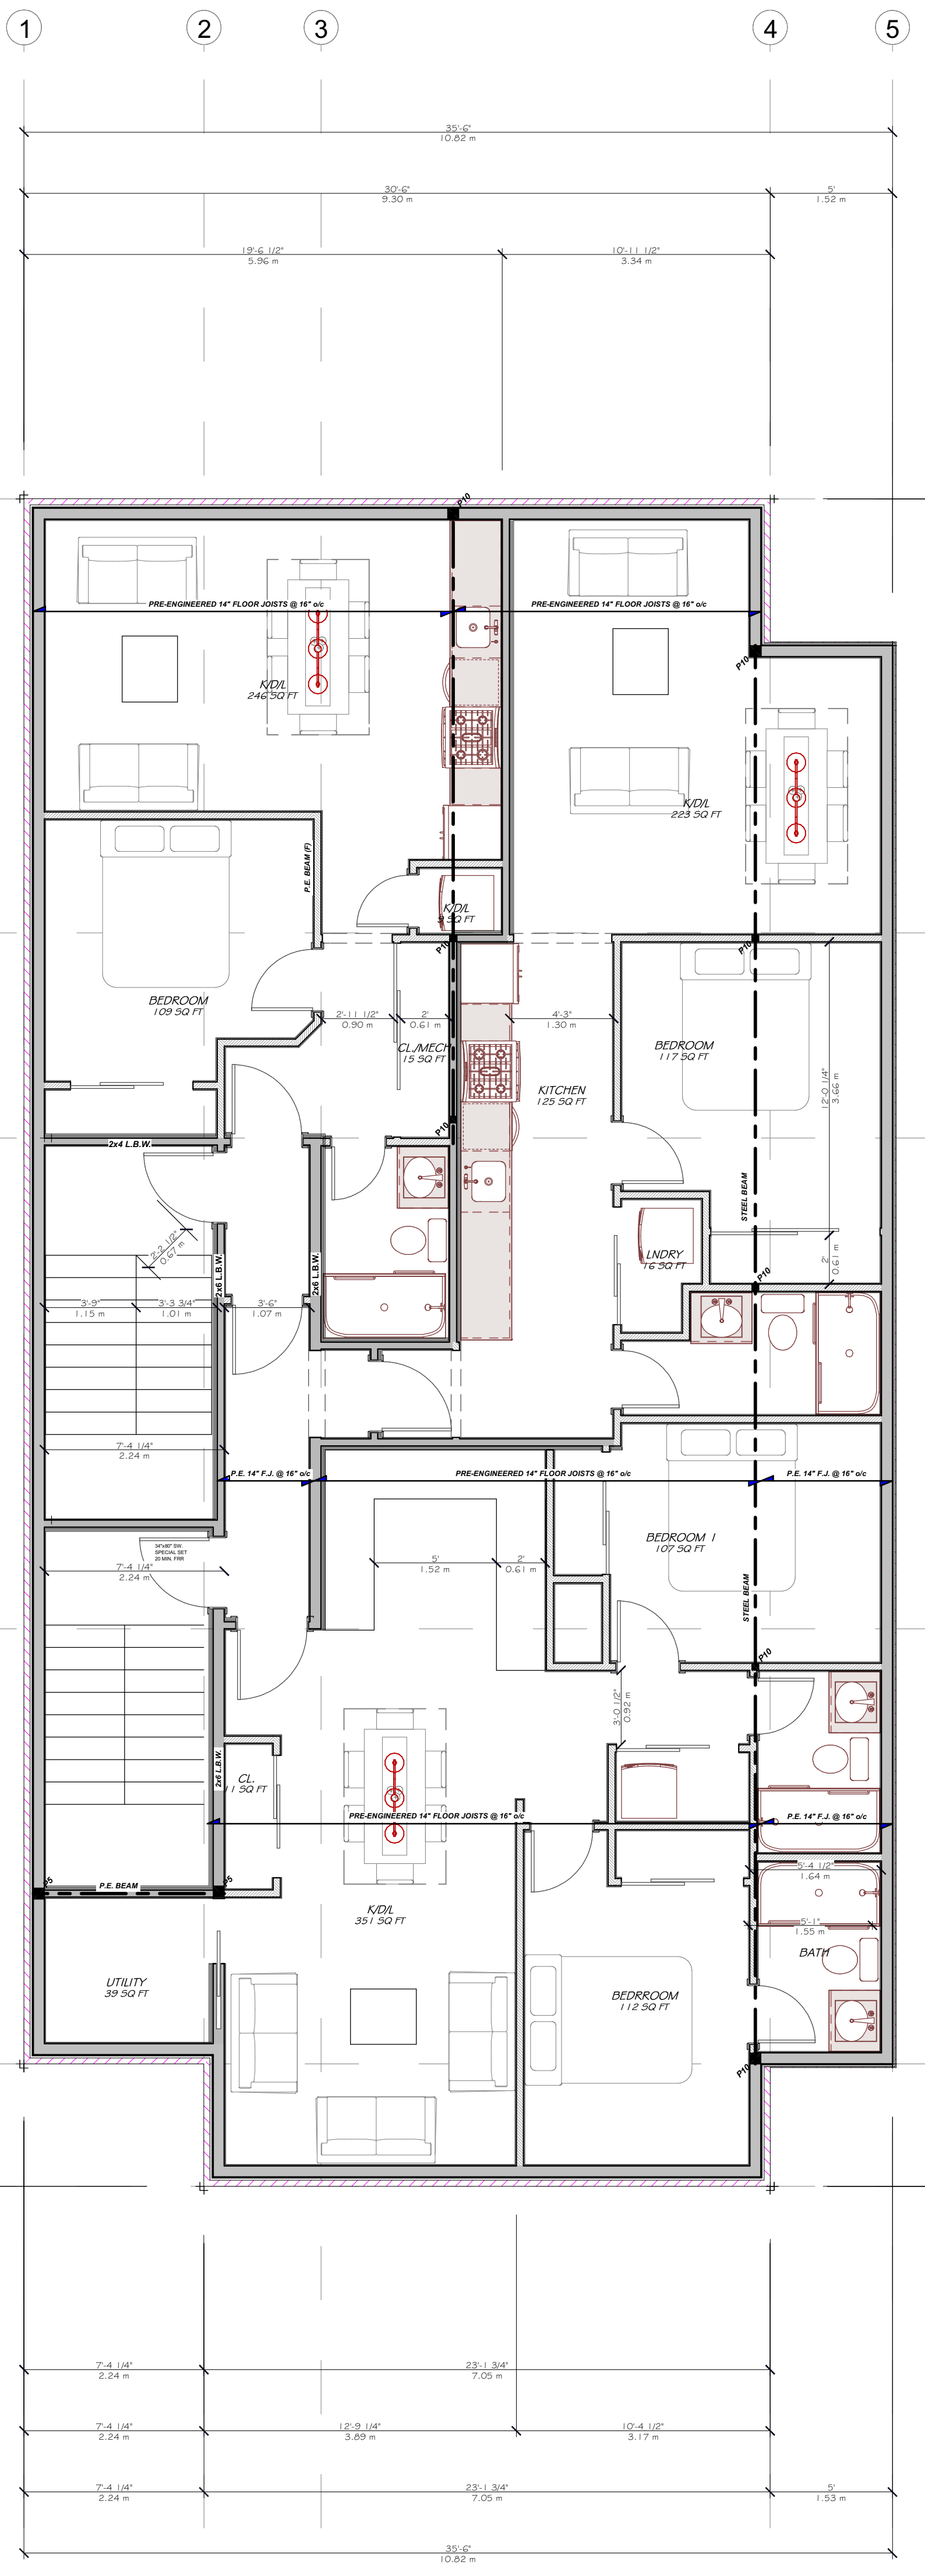 1 2 3 4 5
35'-6"
10.82 m
30'-6"
9.30 m
5'
1.52 m
19'-6 1/2"
5.96 m
10'-11 1/2"
3.34 m
P10
PRE-ENGINEERED 14" FLOOR JOISTS @ 16" o/c
PRE-ENGINEERED 14" FLOOR JOISTS @ 16" o/c
P10
K/D/L
246 SQ FT
K/D/L
223 SQ FT
P.E. BEAM (F)
K/D/L
SQ FT
P10
P10
BEDROOM
109 SQ FT
2'-11 1/2"
0.90 m
2'
0.61 m
4'-3"
1.30 m
CL./MECH
15 SQ FT
BEDROOM
117 SQ FT
12'-0 1/4"
3.66 m
KITCHEN
125 SQ FT
P10
2x4 L.B.W.
STEEL BEAM
2'-2 1/2"
0.67 m
LNDRY
16 SQ FT
2'
0.61 m
2x6 L.B.W.
2x6 L.B.W.
P10
3'-9"
1.15 m
3'-3 3/4"
1.01 m
3'-6"
1.07 m
7'-4 1/4"
2.24 m
P.E. 14" F.J. @ 16" o/c
PRE-ENGINEERED 14" FLOOR JOISTS @ 16" o/c
P.E. 14" F.J. @ 16" o/c
BEDROOM 1
107 SQ FT
34"x80" SW.
SPECIAL SET
20 MIN. FRR
7'-4 1/4"
2.24 m
5'
1.52 m
2'
0.61 m
STEEL BEAM
P10
3'-0 1/2"
0.92 m
2x6 L.B.W.
CL.
11 SQ FT
PRE-ENGINEERED 14" FLOOR JOISTS @ 16" o/c
P.E. 14" F.J. @ 16" o/c
5'-4 1/2"
1.64 m
P5
P.E. BEAM
P5
K/D/L
351 SQ FT
5'-1"
1.55 m
BATH
UTILITY
39 SQ FT
BEDRROOM
112 SQ FT
P10
7'-4 1/4"
2.24 m
23'-1 3/4"
7.05 m
7'-4 1/4"
2.24 m
12'-9 1/4"
3.89 m
10'-4 1/2"
3.17 m
7'-4 1/4"
2.24 m
23'-1 3/4"
7.05 m
5'
1.53 m
35'-6"
10.82 m